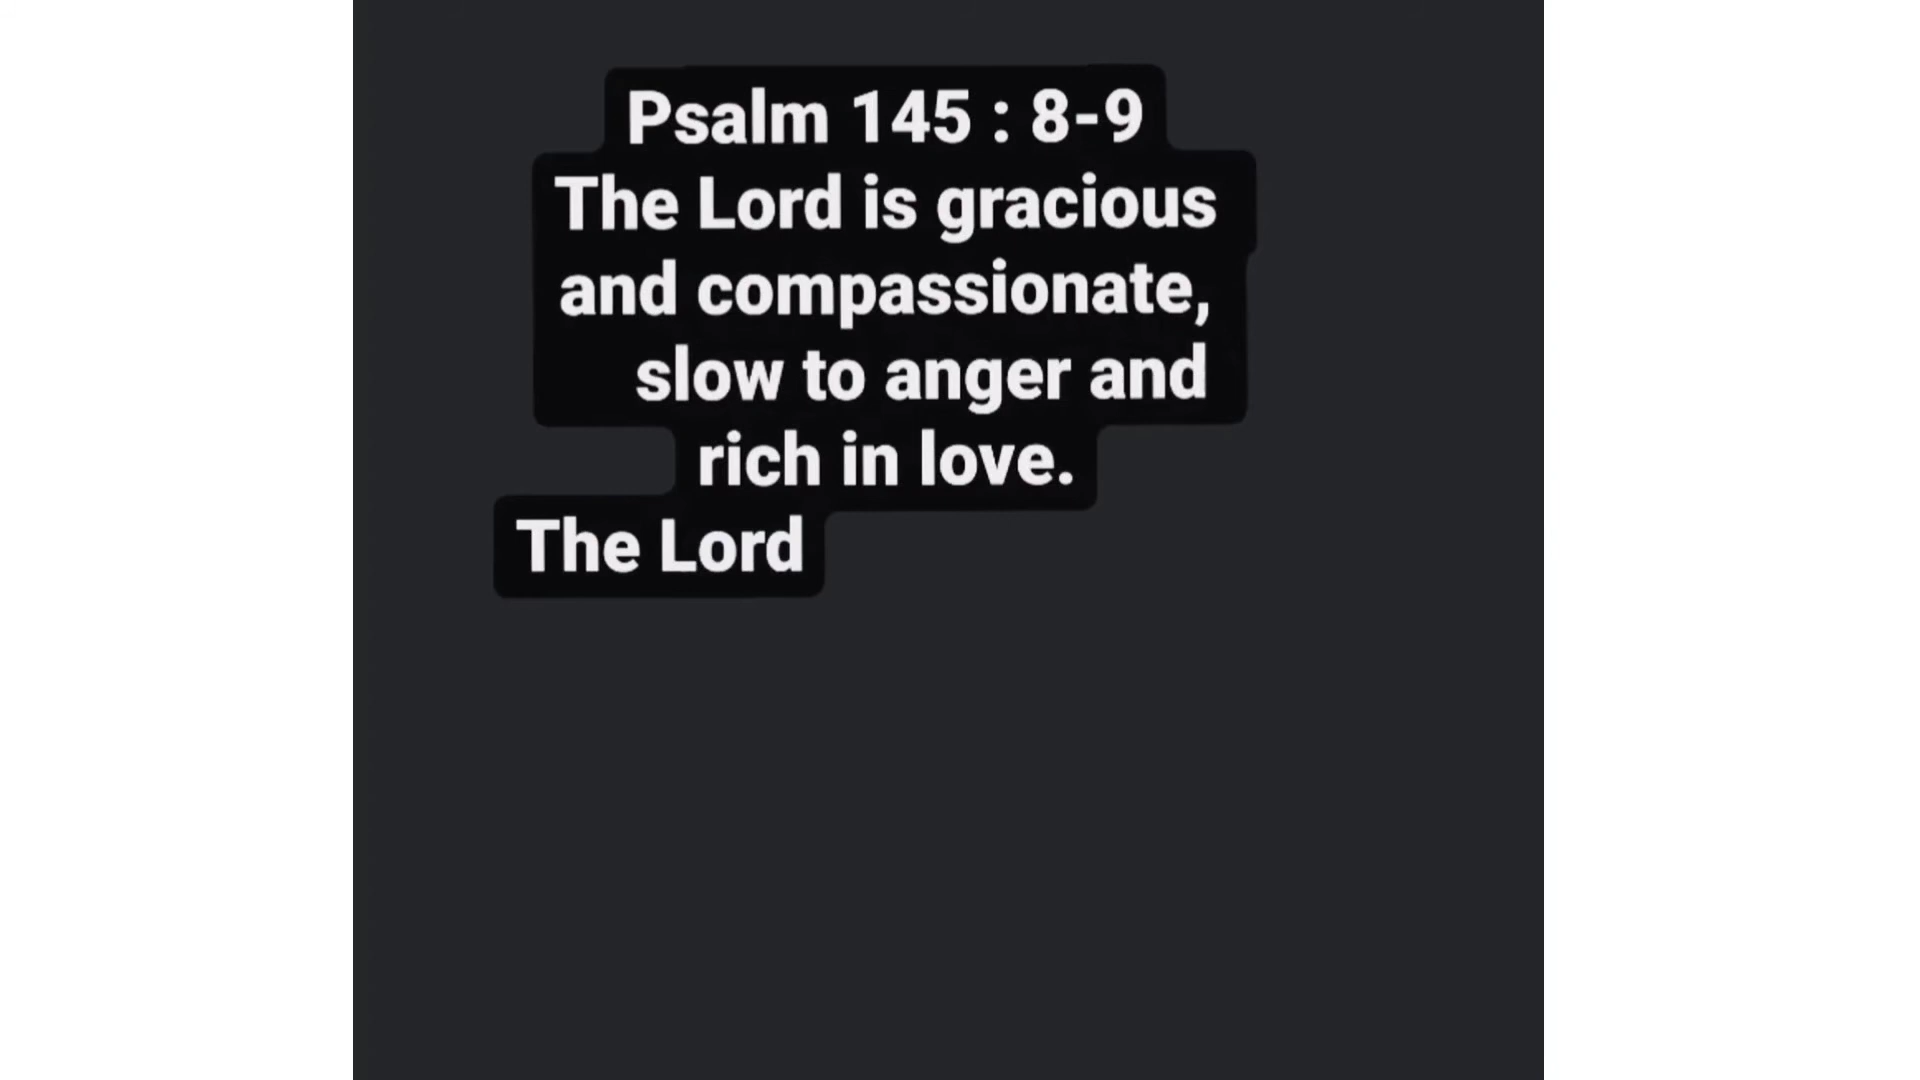 Psalm 145 : 8-9
The Lord is gracious
and compassionate,
slow to anger and
rich in love.
The Lord